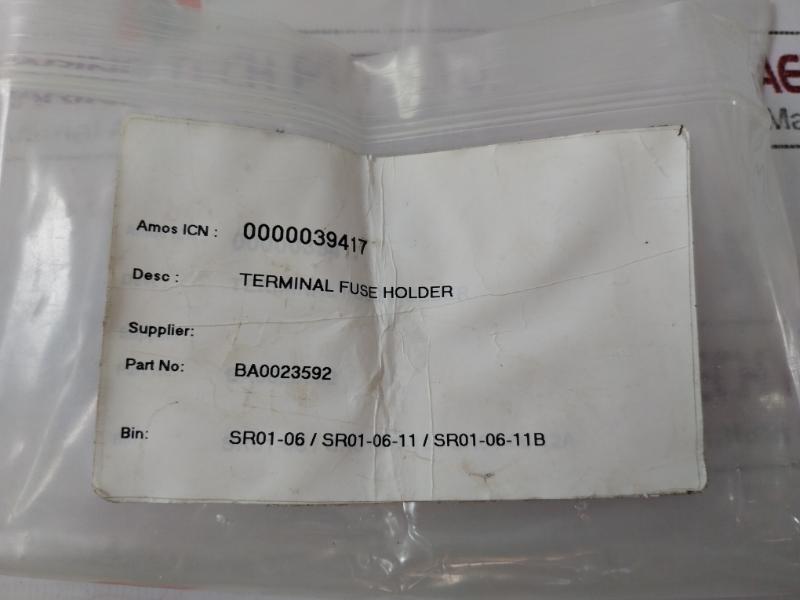 Amos ICN : 0000039417
Desc : TERMINAL FUSE HOLDER
Supplier:
Part No: BA0023592
Bin: SR01-06 / SR01-06-11 / SR01-06-11B